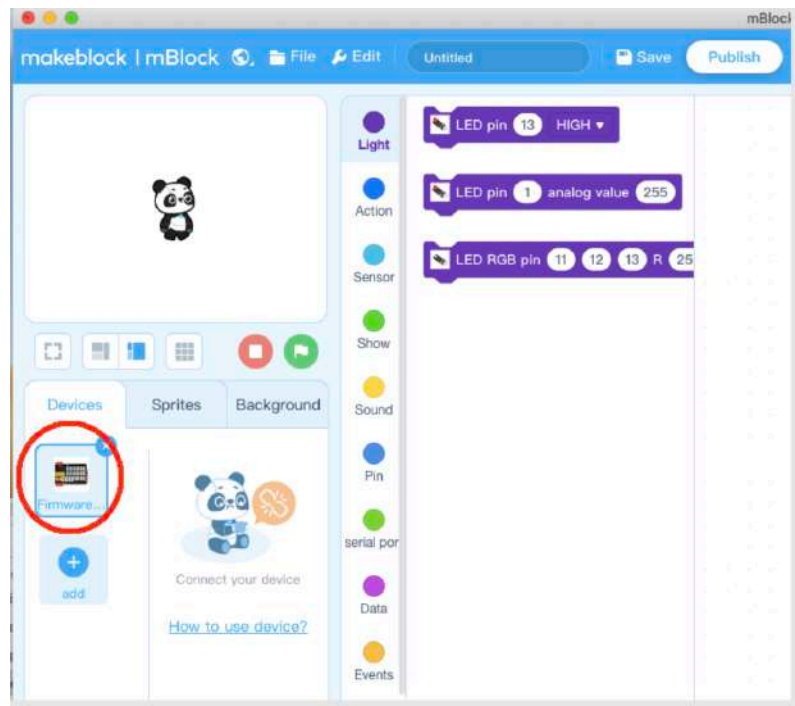 mBlock
makeblock | mBlock File Edit Untitled Save Publish
LED pin 13 HIGH
LED pin 1 analog value 255
LED RGB pin 11 12 13 R 25
Light
Action
Sensor
Show
Sound
Pin
serial por
Data
Events
Devices Sprites Background
Firmware...
add
Connect your device
How to use device?